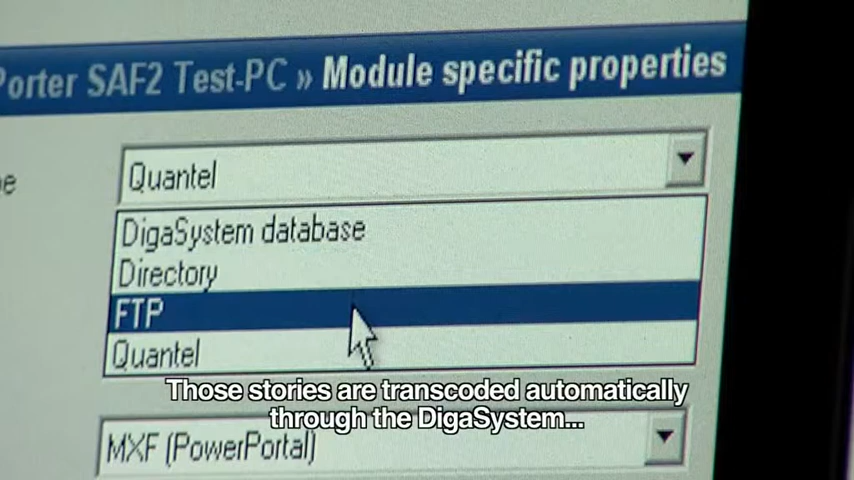 Porter SAF2 Test-PC » Module specific properties
Quantel
DigaSystem database
Directory
FTP
Quantel
Those stories are transcoded automatically
through the DigaSystem...
MXF (PowerPortal)